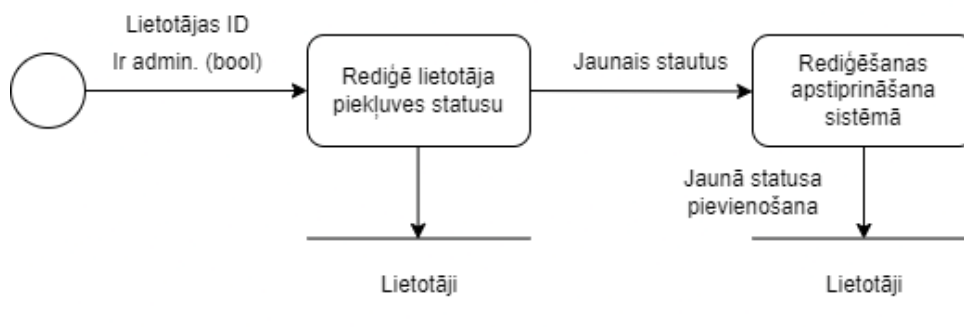 Lietotājas ID
Ir admin. (bool)
Rediģē lietotāja
piekļuves statusu
Jaunais stautus
Rediģēšanas
apstiprināšana
sistēmā
Jaunā statusa
pievienošana
Lietotāji
Lietotāji